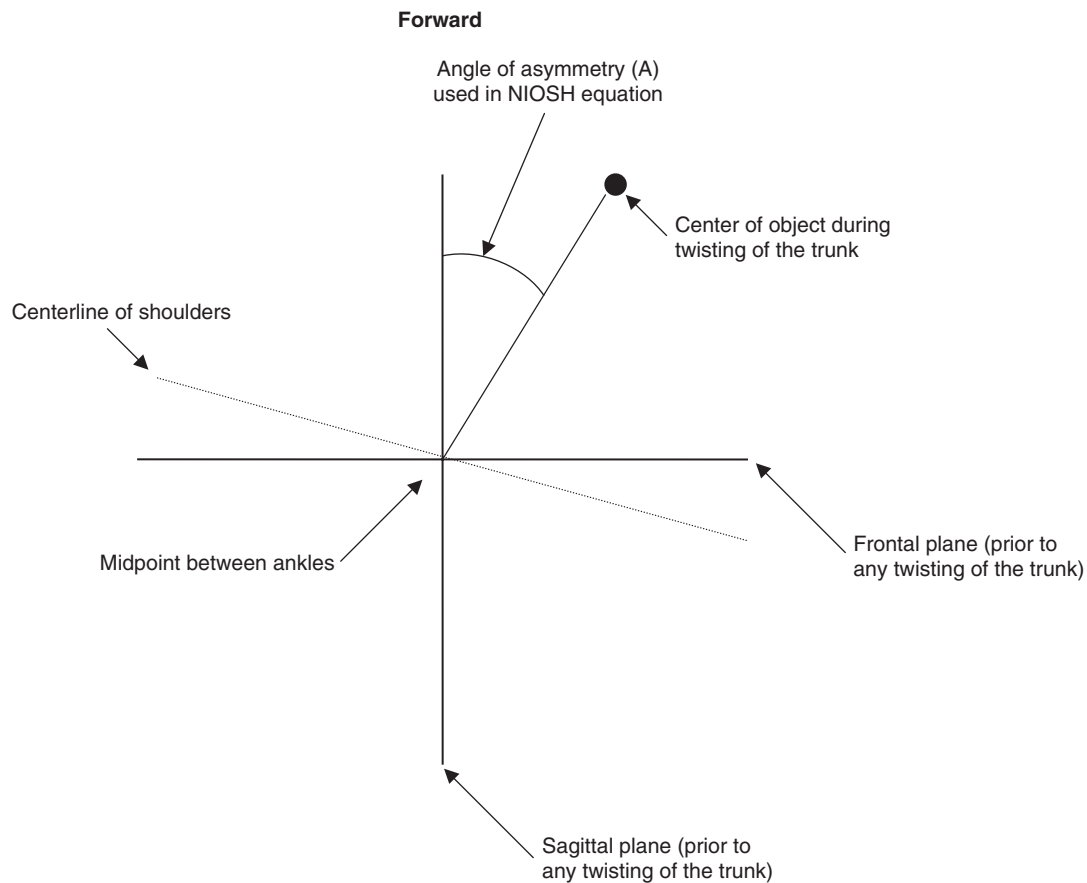 Forward
Angle of asymmetry (A)
used in NIOSH equation
Center of object during
twisting of the trunk
Centerline of shoulders
Midpoint between ankles
Frontal plane (prior to
any twisting of the trunk)
Sagittal plane (prior to
any twisting of the trunk)